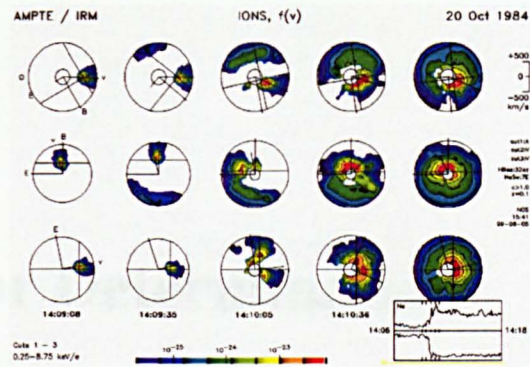 AMPTE / IRM IONS, f(v) 20 Oct 1984
+500
0
-500
km/s
O
E
B
V
V
B
E
E
V
15:41
14:09:08 14:09:35 14:10:05 14:10:36
14:06 14:18
Cuts 1 - 3
0.25-8.75 keV/e
10⁻²⁵ 10⁻²⁴ 10⁻²³